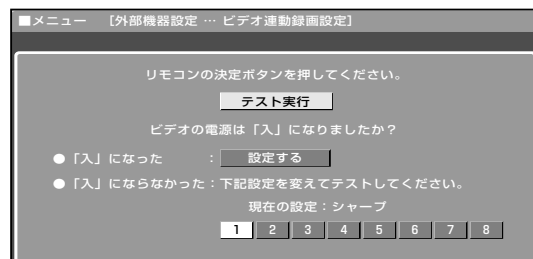 ■メニュー [外部機器設定 … ビデオ連動録画設定]
リモコンの決定ボタンを押してください。
テスト実行
ビデオの電源は「入」になりましたか？
●「入」になった : 設定する
●「入」にならなかった：下記設定を変えてテストしてください。
現在の設定：シャープ
1 2 3 4 5 6 7 8